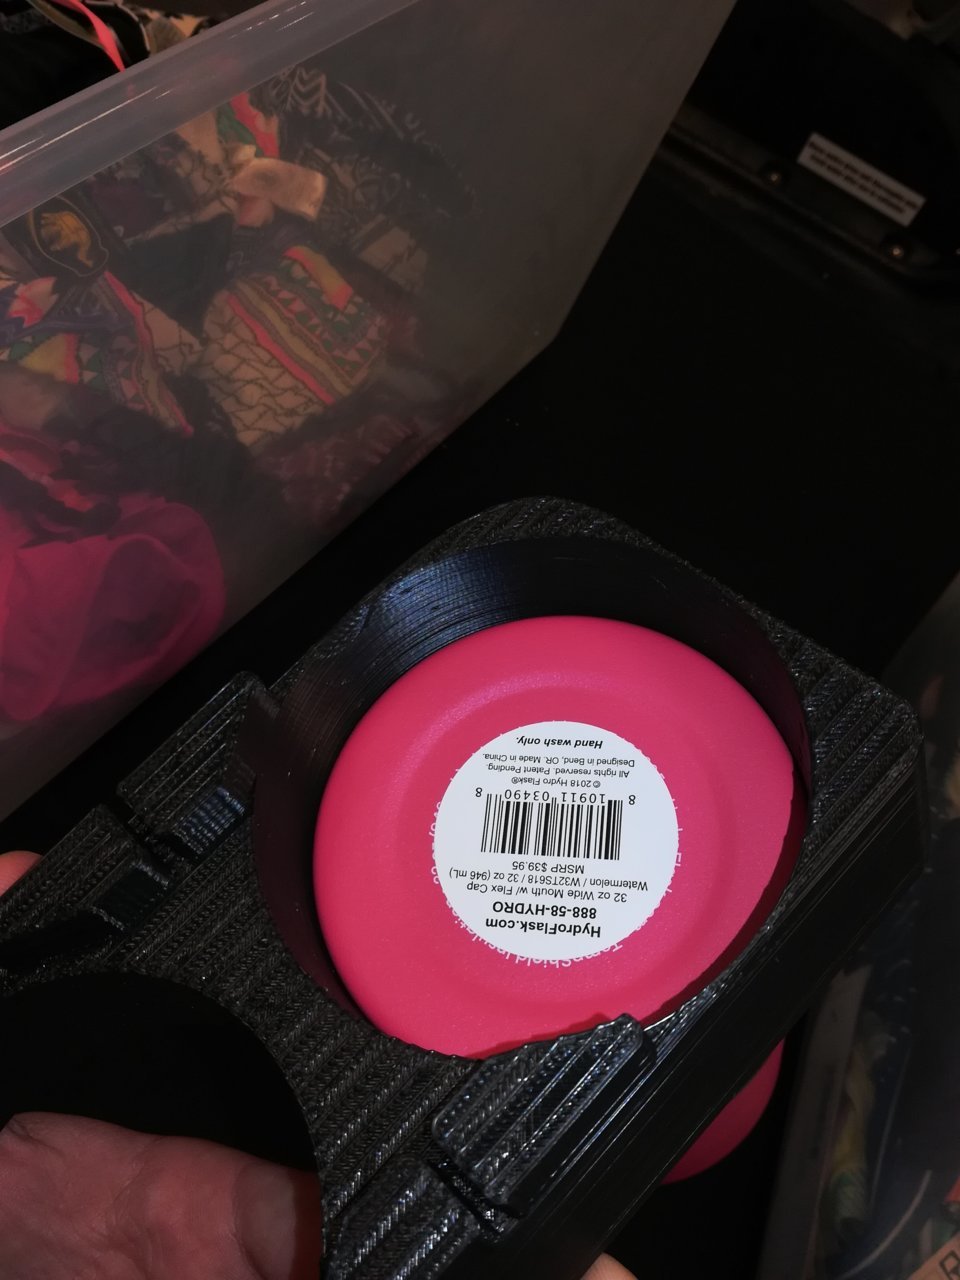 HydroFlask.com
888-58-HYDRO
32 oz Wide Mouth w/ Flex Cap
Watermelon / W32TS618 / 32 oz (946 mL)
MSRP $39.95
8 10911 03490 8
©2018 Hydro Flask®
All rights reserved. Patent Pending.
Designed in Bend, OR. Made in China.
Hand wash only.
TempShield Insulation